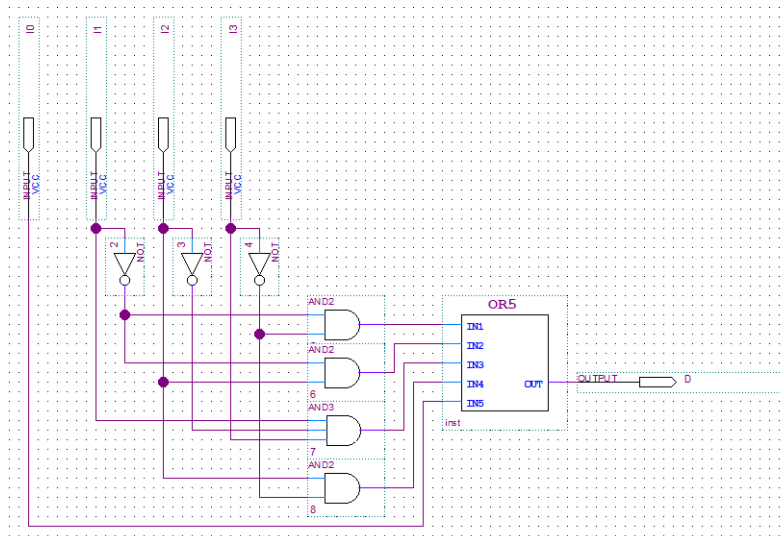 I0
I1
I2
I3
INPUT
VCC
INPUT
VCC
INPUT
VCC
INPUT
VCC
2
NOT
3
NOT
4
NOT
AND2
AND2
6
AND3
7
AND2
8
OR5
IN1
IN2
IN3
IN4
IN5
OUT
inst
OUTPUT
D